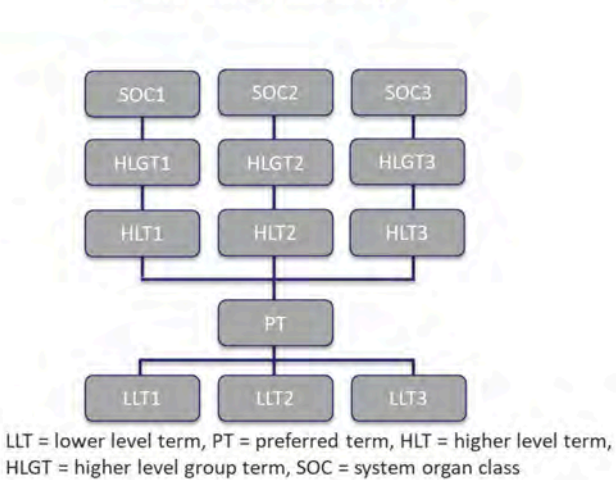 SOC1 SOC2 SOC3
HLGT1 HLGT2 HLGT3
HLT1 HLT2 HLT3
PT
LLT1 LLT2 LLT3
LLT = lower level term, PT = preferred term, HLT = higher level term,
HLGT = higher level group term, SOC = system organ class